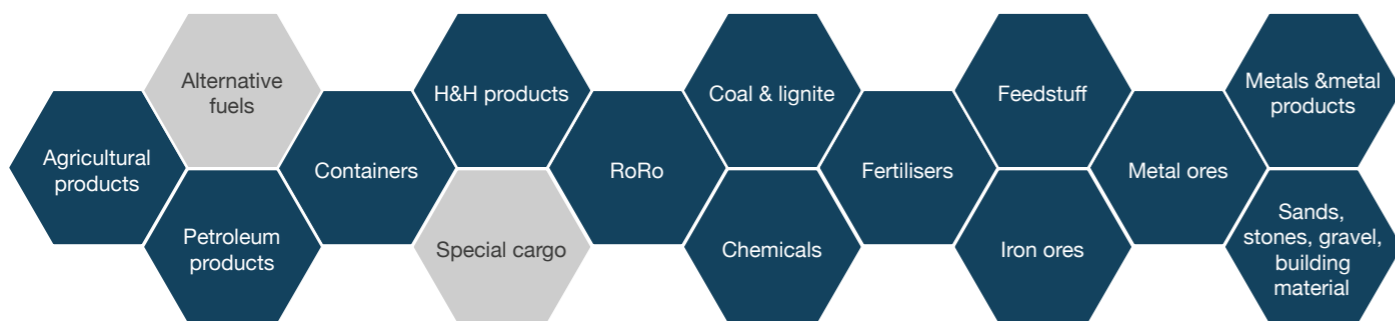 Alternative
fuels
H&H products
Coal & lignite
Feedstuff
Metals &metal
products
Agricultural
products
Containers
RoRo
Fertilisers
Metal ores
Petroleum
products
Special cargo
Chemicals
Iron ores
Sands,
stones, gravel,
building
material